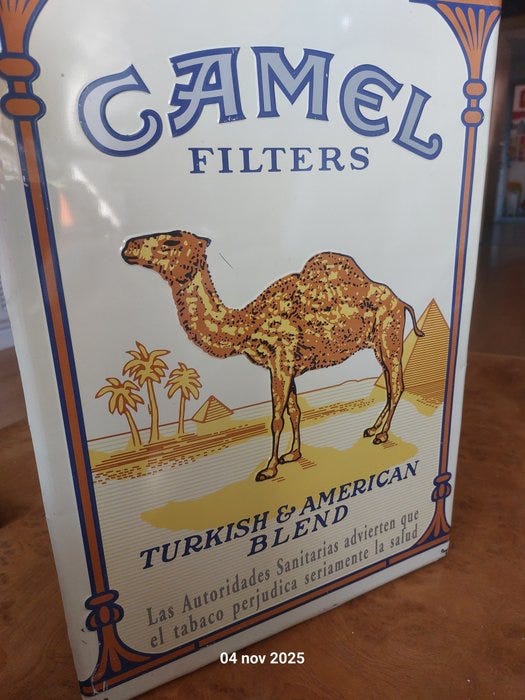 CAMEL
FILTERS
TURKISH & AMERICAN
BLEND
Las Autoridades Sanitarias advierten que
el tabaco perjudica seriamente la salud
04 nov 2025